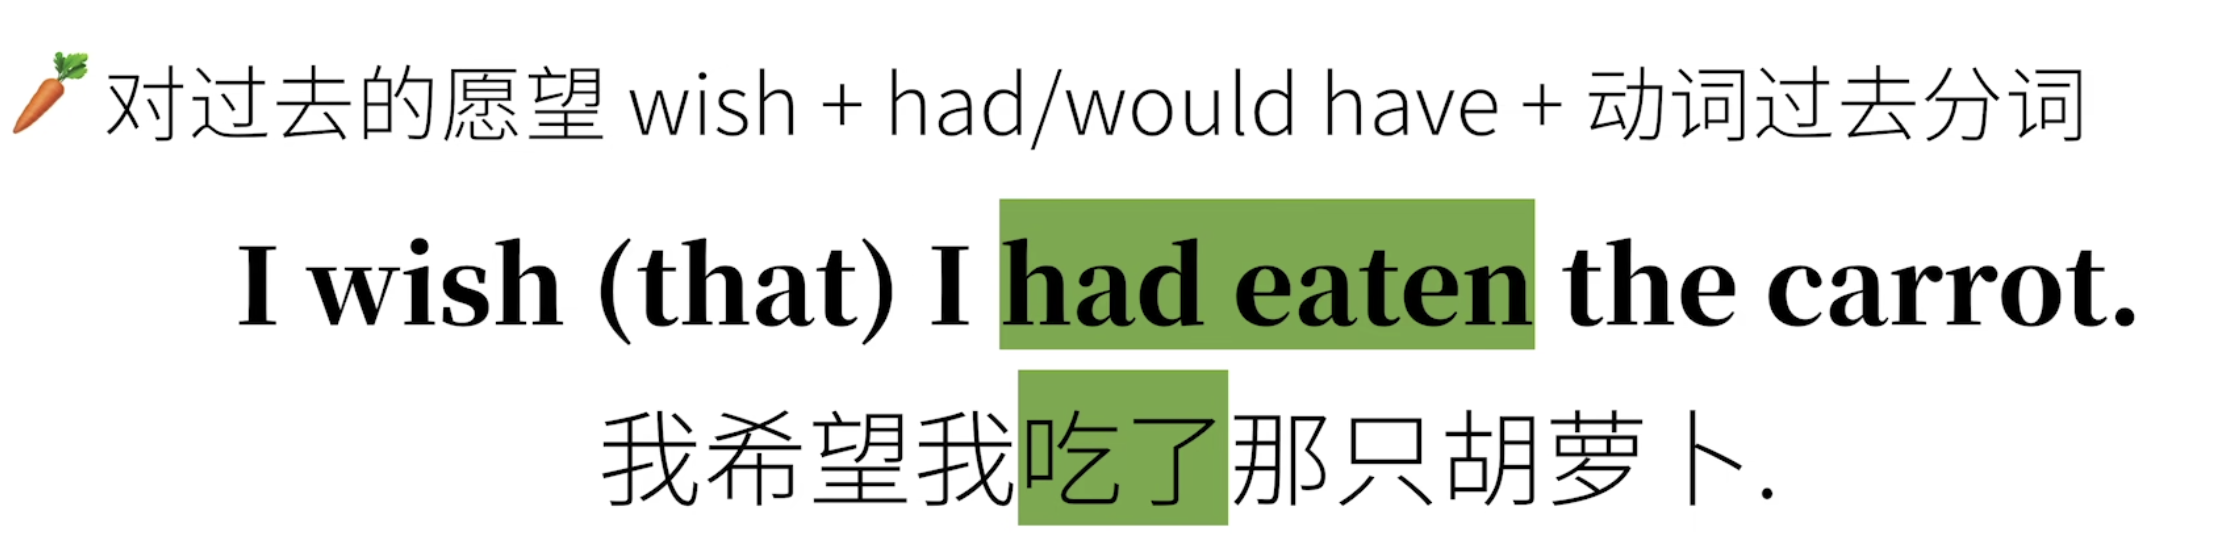 对过去的愿望 wish + had/would have + 动词过去分词
I wish (that) I had eaten the carrot.
我希望我吃了那只胡萝卜.